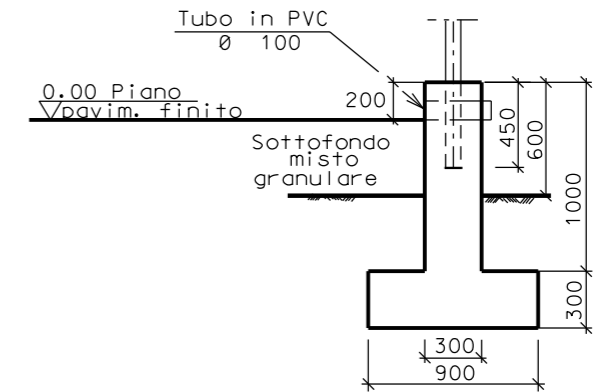 Tubo in PVC
Ø 100
0.00 Piano
pavim. finito
200
450
600
1000
Sottofondo
misto
granulare
300
300
900